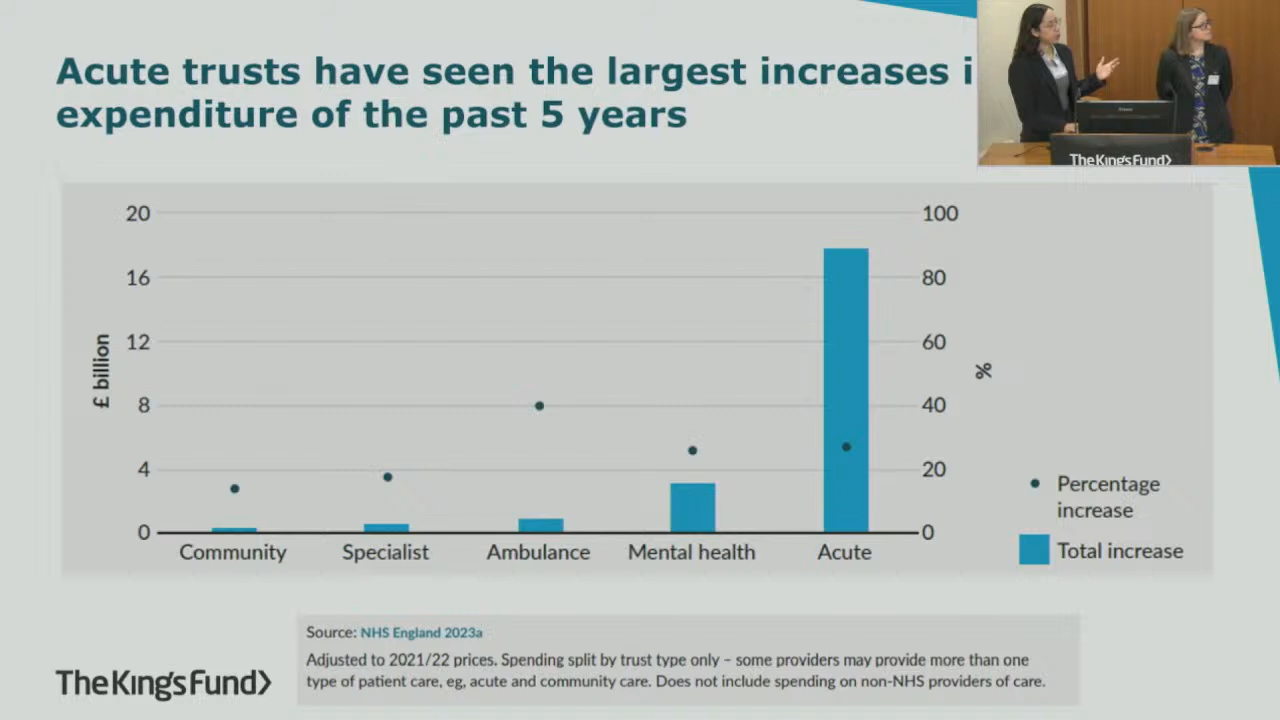 Acute trusts have seen the largest increases i
expenditure of the past 5 years
The King's Fund>
20
16
12
8
4
0
£ billion
100
80
60
40
20
0
%
Community
Specialist
Ambulance
Mental health
Acute
Percentage
increase
Total increase
Source: NHS England 2023a
Adjusted to 2021/22 prices. Spending split by trust type only – some providers may provide more than one
type of patient care, eg, acute and community care. Does not include spending on non-NHS providers of care.
The King's Fund>